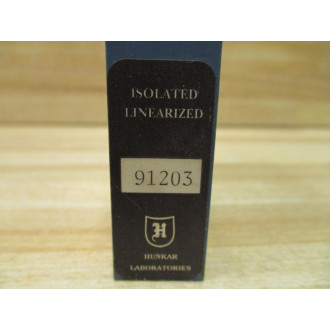 ISOLATED
LINEARIZED
91203
H
HUNKAR
LABORATORIES